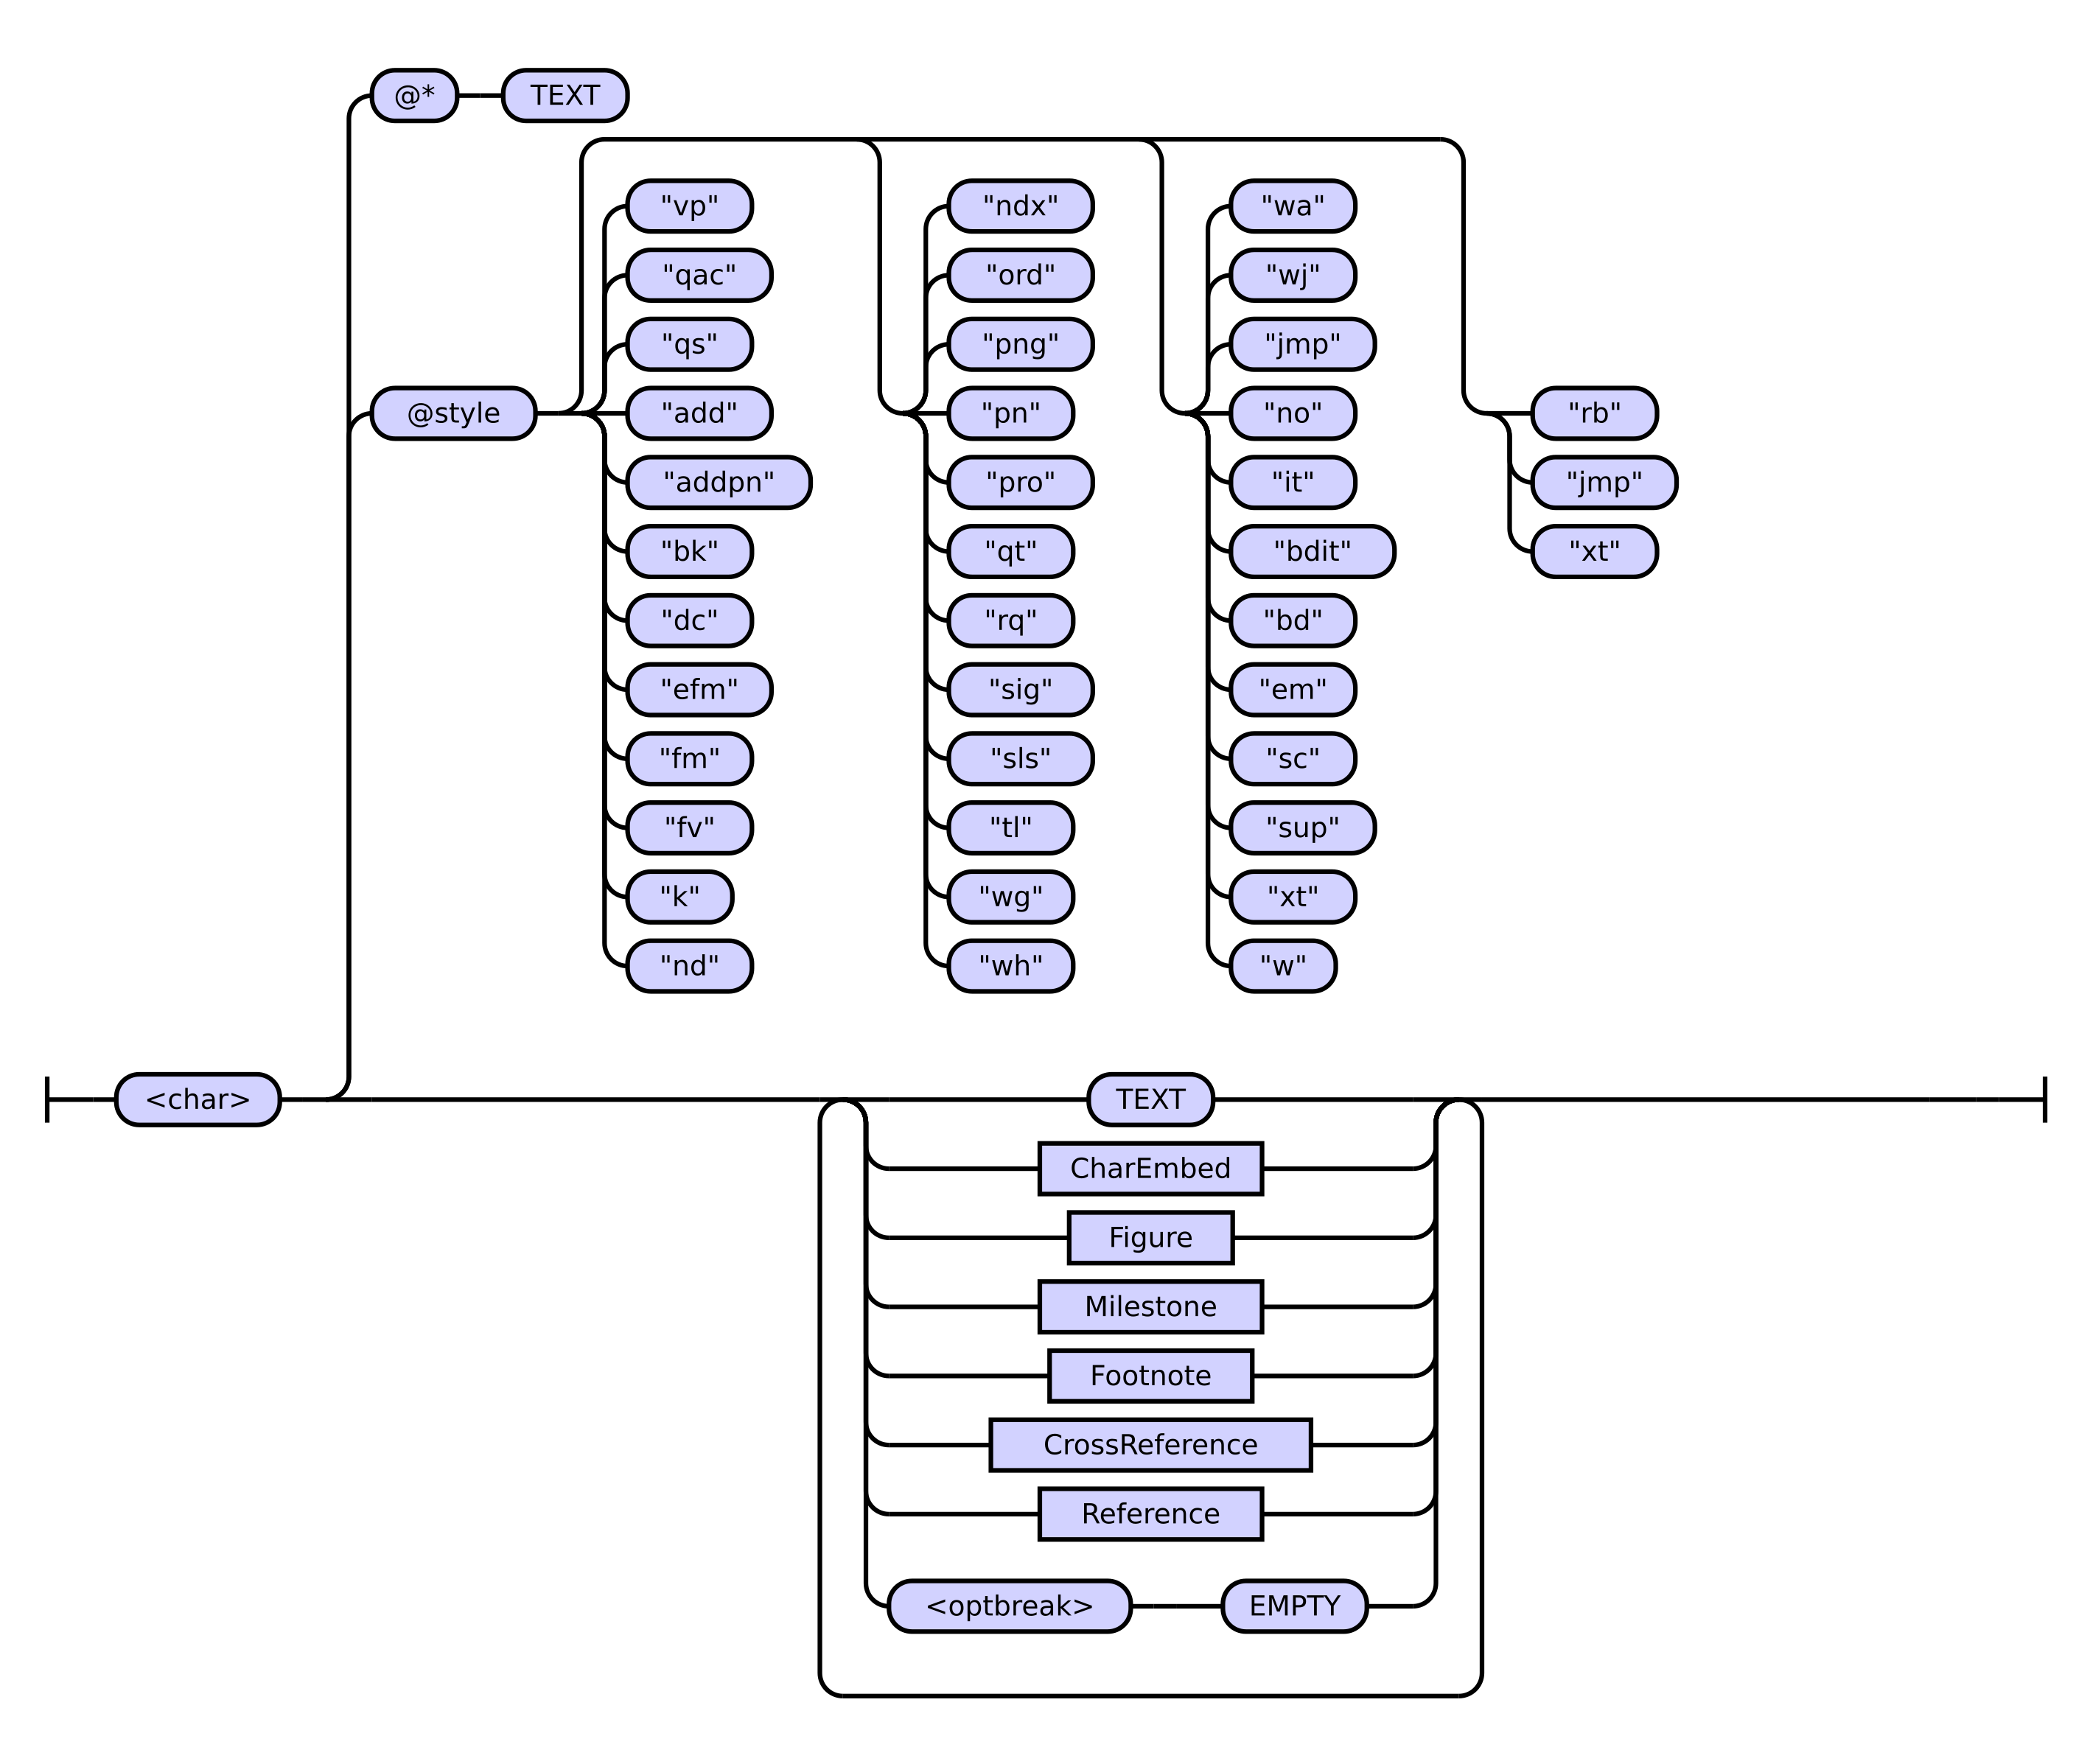 @* TEXT
"vp" "ndx" "wa"
"qac" "ord" "wj"
"qs" "png" "jmp"
@style "add" "pn" "no" "rb"
"addpn" "pro" "it" "jmp"
"bk" "qt" "bdit" "xt"
"dc" "rq" "bd"
"efm" "sig" "em"
"fm" "sls" "sc"
"fv" "tl" "sup"
"k" "wg" "xt"
"nd" "wh" "w"
<char> TEXT
CharEmbed
Figure
Milestone
Footnote
CrossReference
Reference
<optbreak> EMPTY